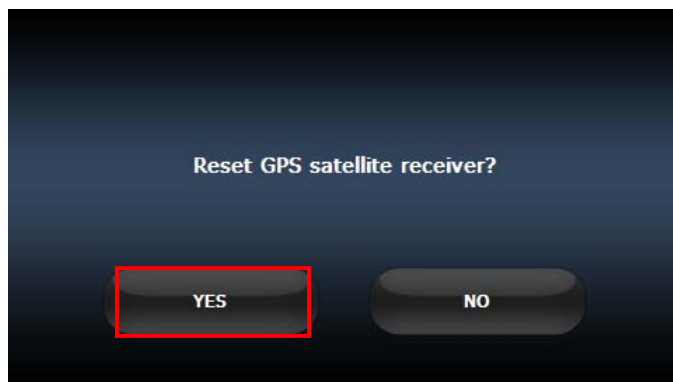 Reset GPS satellite receiver?
YES NO